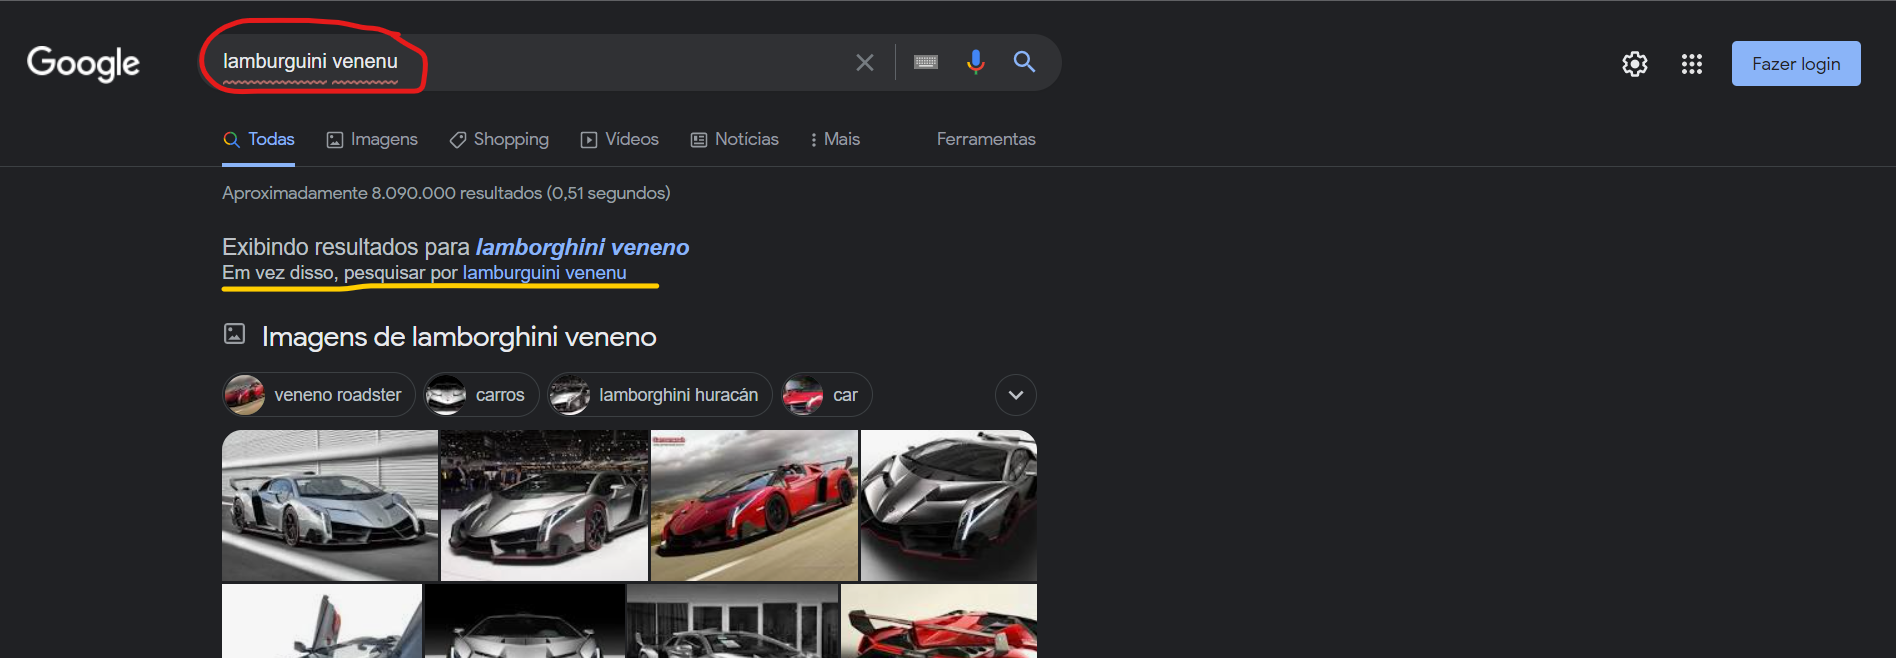 Google
lamburguini venenu
Fazer login
Todas Imagens Shopping Vídeos Notícias Mais Ferramentas
Aproximadamente 8.090.000 resultados (0,51 segundos)
Exibindo resultados para lamborghini veneno
Em vez disso, pesquisar por lamburguini venenu
Imagens de lamborghini veneno
veneno roadster carros lamborghini huracán car